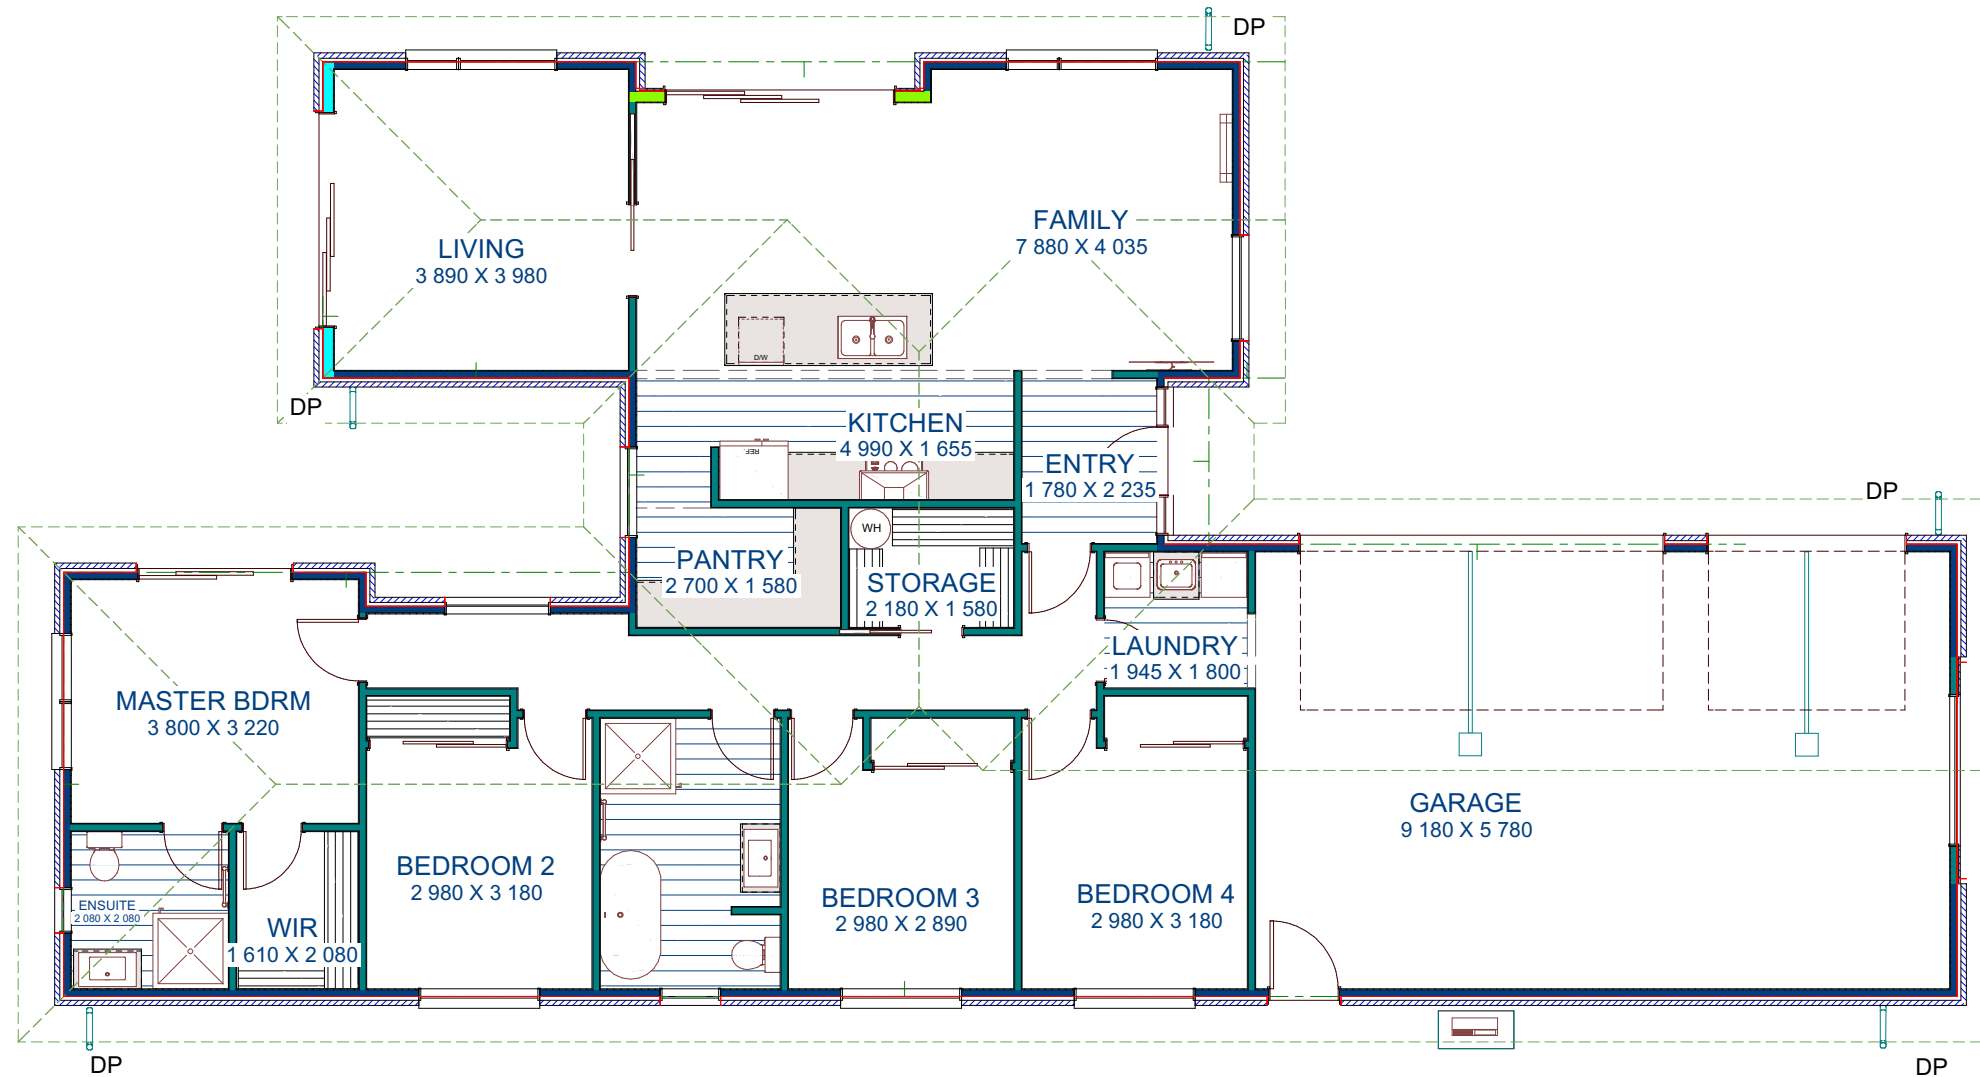 DP
FAMILY
7 880 X 4 035
LIVING
3 890 X 3 980
D/W
DP
KITCHEN
4 990 X 1 655
REF.
ENTRY
1 780 X 2 235
DP
WH
PANTRY
2 700 X 1 580
STORAGE
2 180 X 1 580
LAUNDRY
1 945 X 1 800
MASTER BDRM
3 800 X 3 220
GARAGE
9 180 X 5 780
BEDROOM 2
2 980 X 3 180
BEDROOM 3
2 980 X 2 890
BEDROOM 4
2 980 X 3 180
ENSUITE
2 080 X 2 080
WIR
1 610 X 2 080
DP
DP